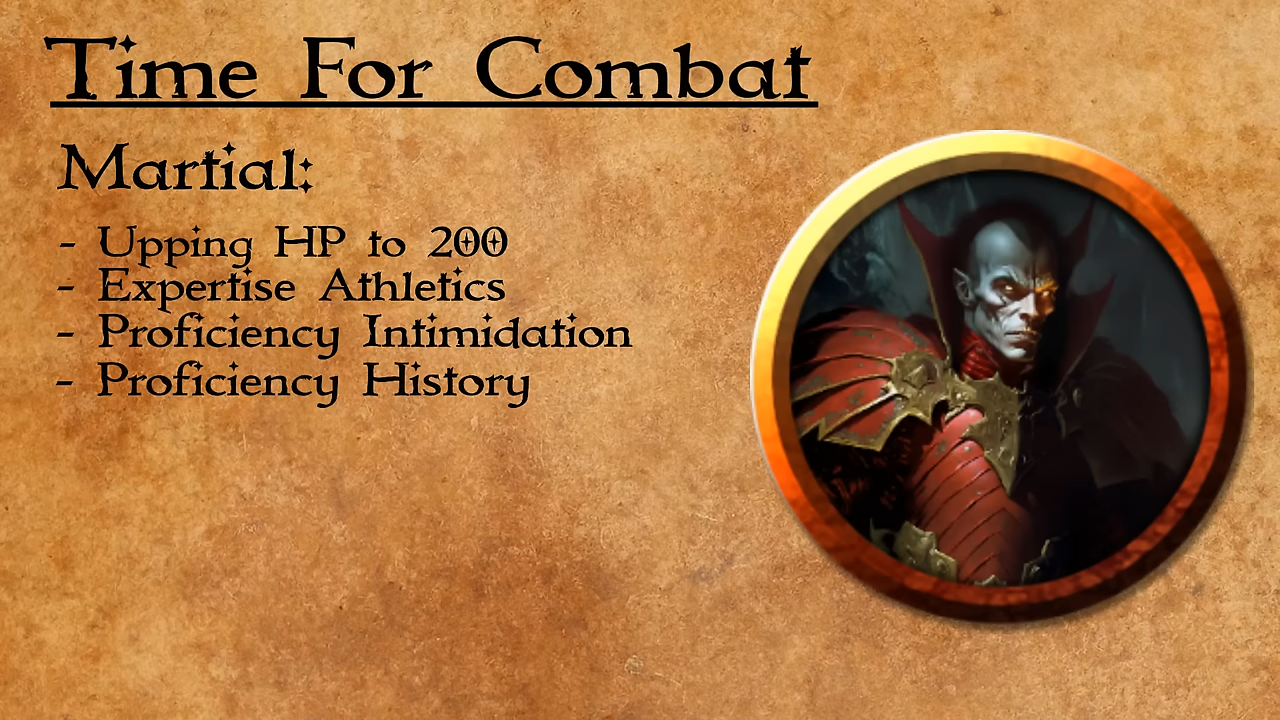 Time For Combat
Martial:
- Upping HP to 200
- Expertise Athletics
- Proficiency Intimidation
- Proficiency History